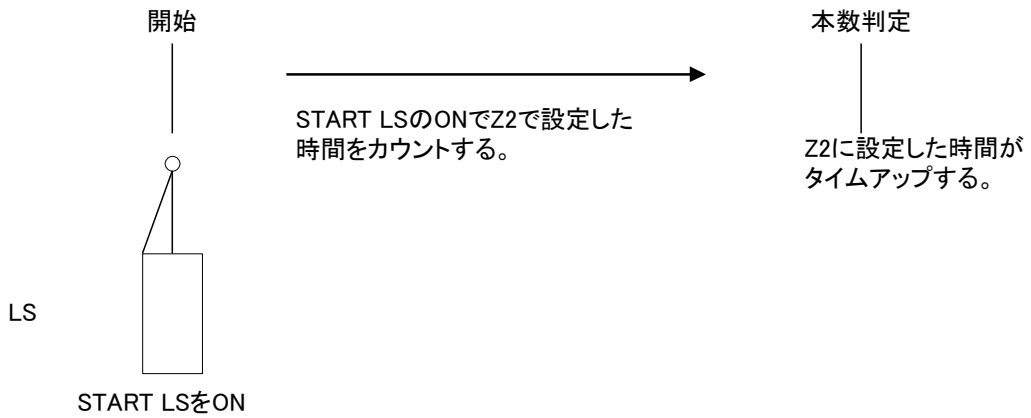 開始
本数判定
START LSのONでZ2で設定した
時間をカウントする。
Z2に設定した時間が
タイムアップする。
LS
START LSをON